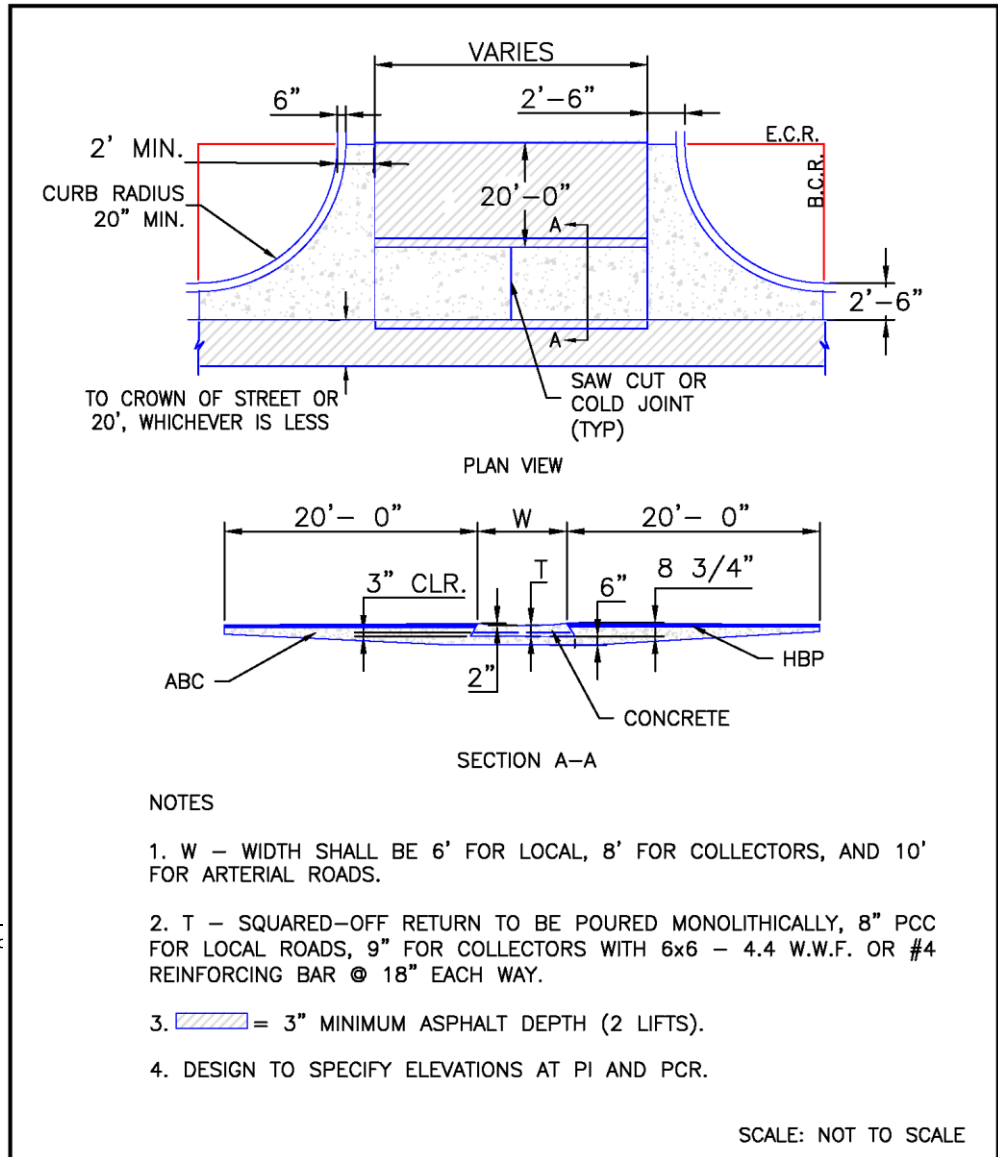 VARIES
6"
2'-6"
2' MIN.
E.C.R.
B.C.R.
CURB RADIUS
20" MIN.
20'-0"
A
2'-6"
A
TO CROWN OF STREET OR
20', WHICHEVER IS LESS
SAW CUT OR
COLD JOINT
(TYP)
PLAN VIEW
20'- 0"
W
20'- 0"
3" CLR.
T
6"
8 3/4"
ABC
2"
HBP
CONCRETE
SECTION A-A
NOTES
1. W – WIDTH SHALL BE 6' FOR LOCAL, 8' FOR COLLECTORS, AND 10'
FOR ARTERIAL ROADS.
2. T – SQUARED-OFF RETURN TO BE POURED MONOLITHICALLY, 8" PCC
FOR LOCAL ROADS, 9" FOR COLLECTORS WITH 6x6 – 4.4 W.W.F. OR #4
REINFORCING BAR @ 18" EACH WAY.
3. = 3" MINIMUM ASPHALT DEPTH (2 LIFTS).
4. DESIGN TO SPECIFY ELEVATIONS AT PI AND PCR.
SCALE: NOT TO SCALE